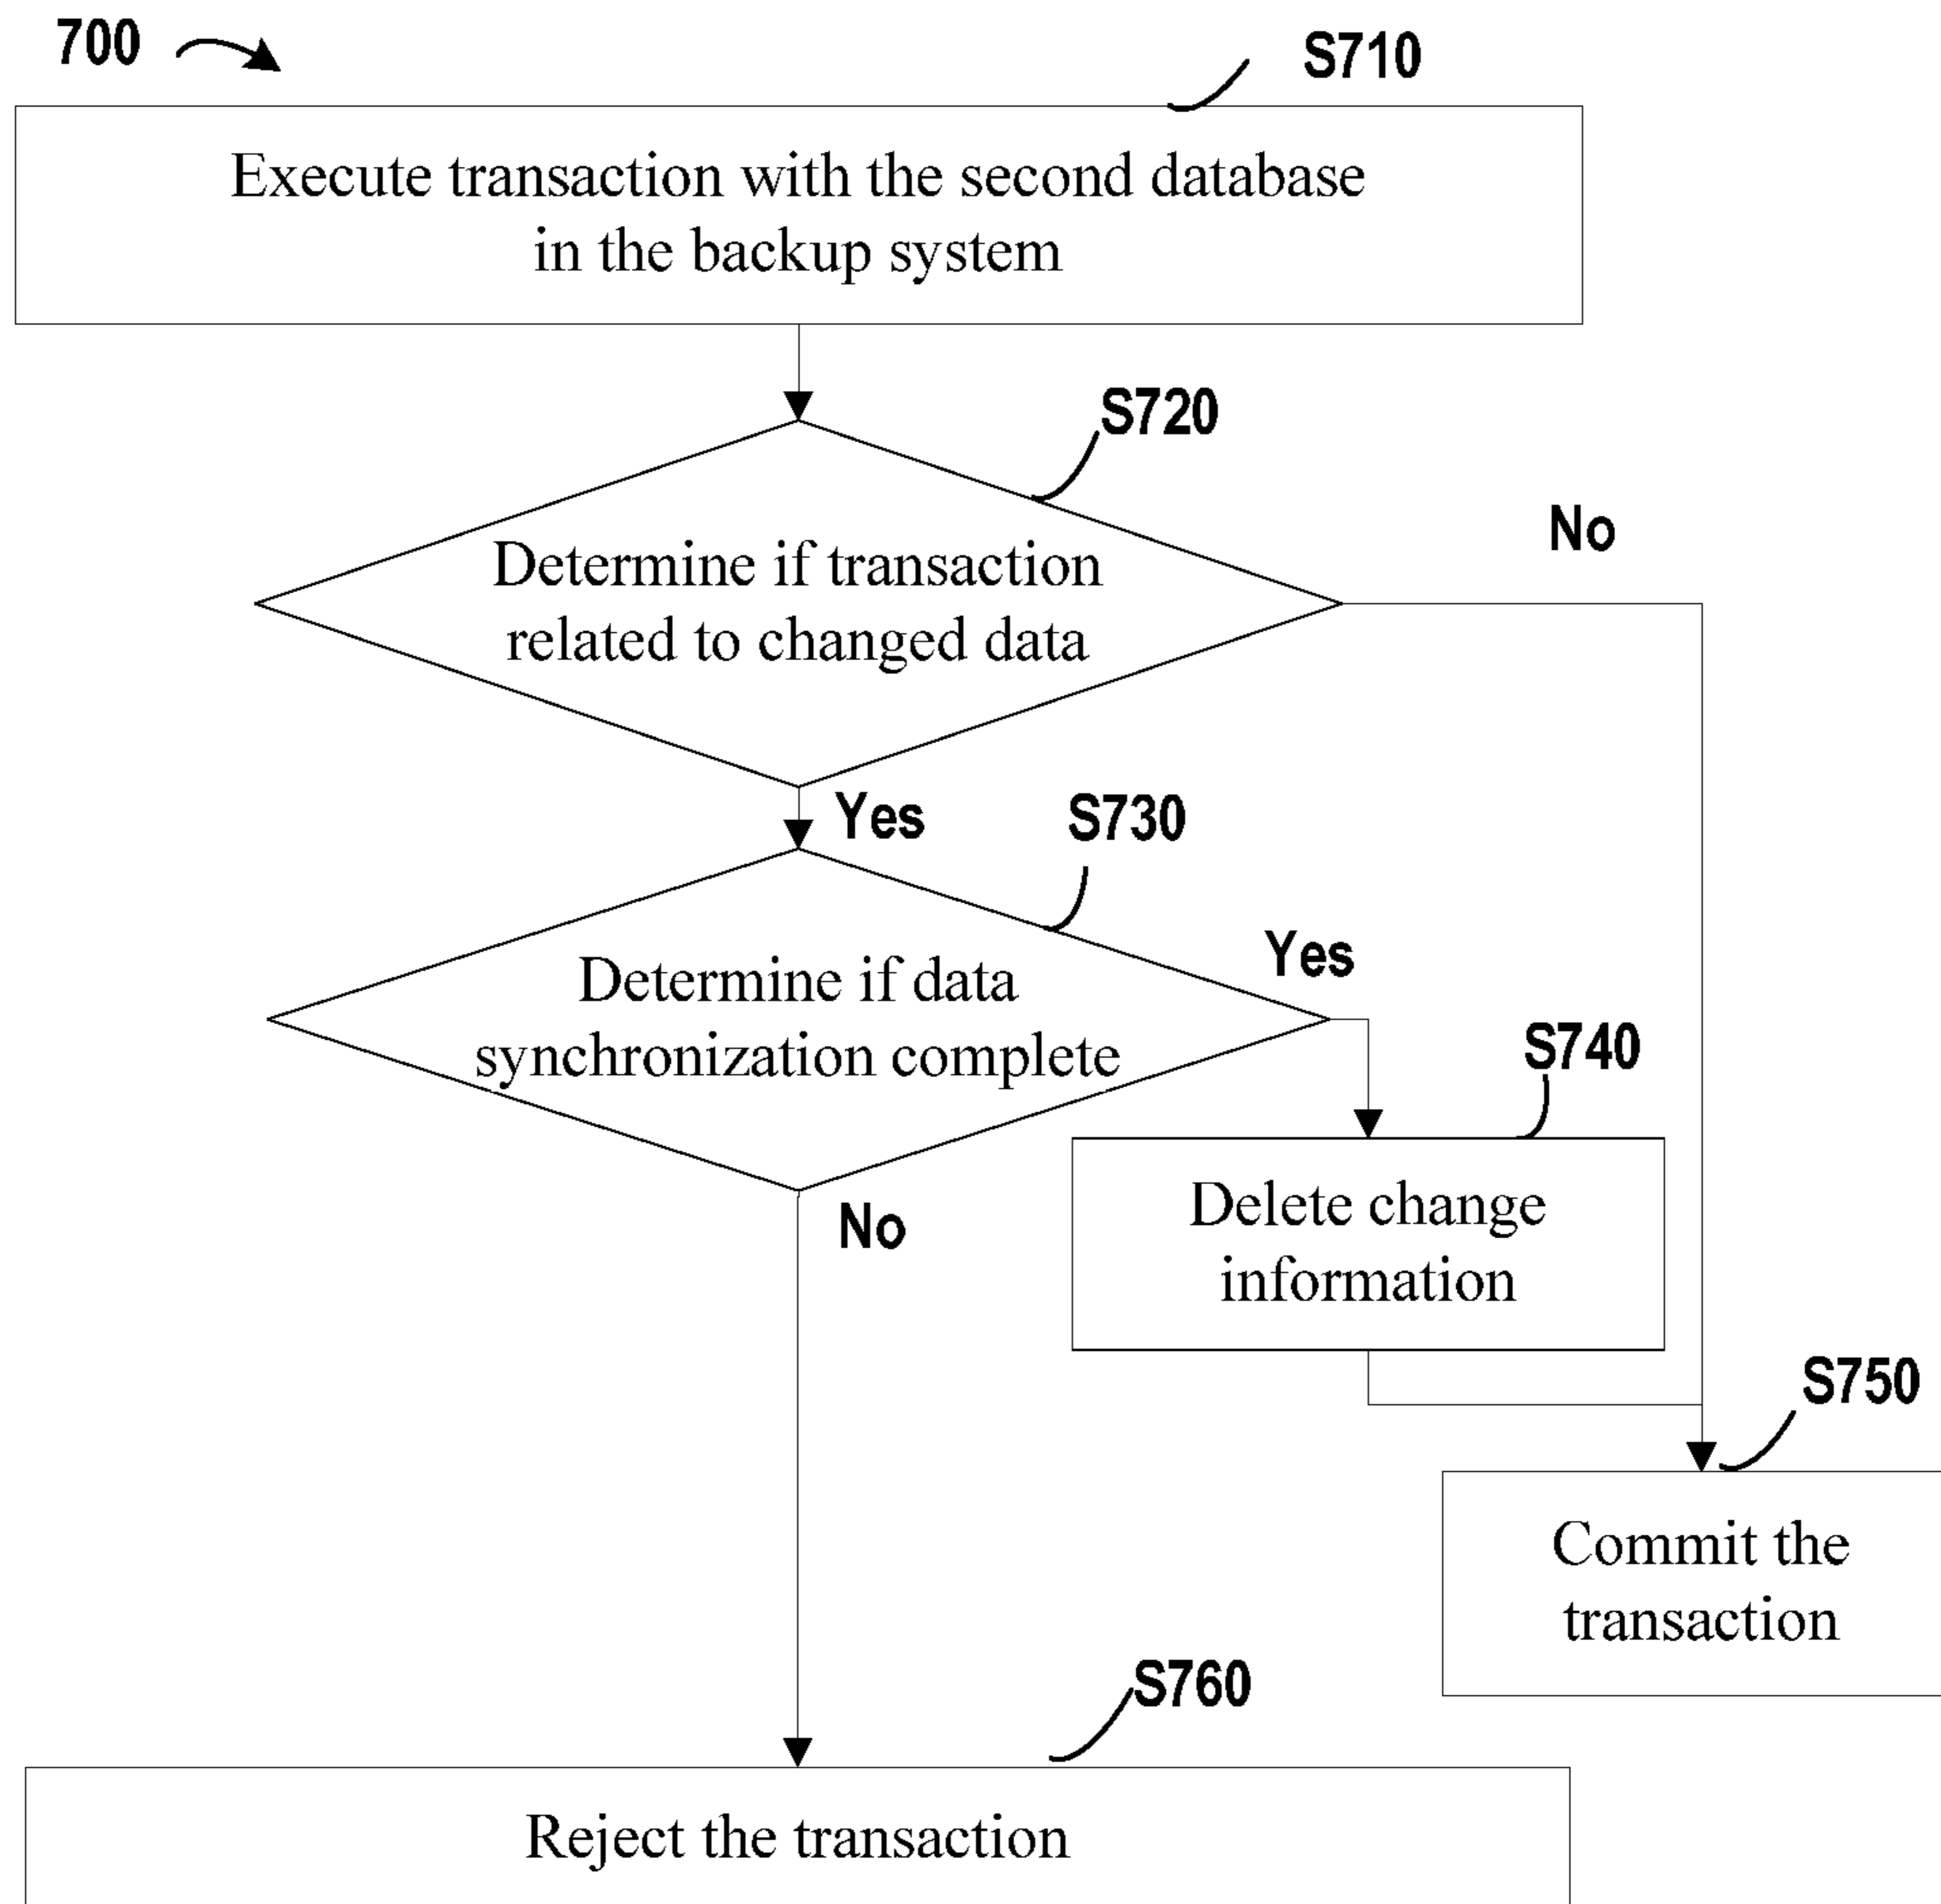 700
S710
Execute transaction with the second database
in the backup system
S720
No
Determine if transaction
related to changed data
Yes
S730
Yes
Determine if data
synchronization complete
S740
No
Delete change
information
S750
Commit the
transaction
S760
Reject the transaction